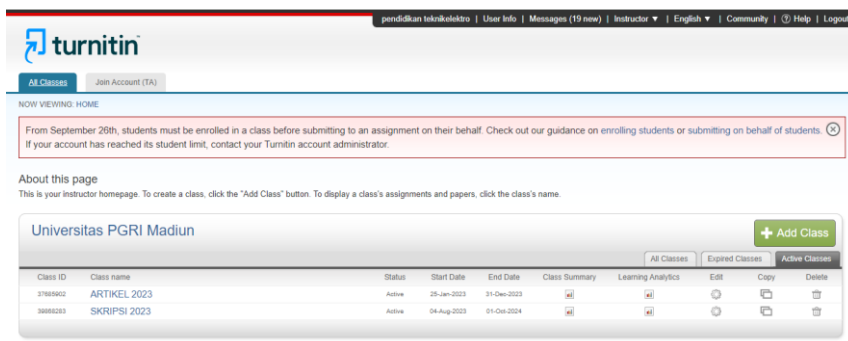 pendidikan teknikelektro | User Info | Messages (19 new) | Instructor ▼ | English ▼ | Community | ? Help | Logout
turnitin
All Classes Join Account (TA)
NOW VIEWING: HOME
From September 26th, students must be enrolled in a class before submitting to an assignment on their behalf. Check out our guidance on enrolling students or submitting on behalf of students.
If your account has reached its student limit, contact your Turnitin account administrator.
About this page
This is your instructor homepage. To create a class, click the "Add Class" button. To display a class's assignments and papers, click the class's name.
Universitas PGRI Madiun
Add Class
All Classes Expired Classes Active Classes
Class ID Class name Status Start Date End Date Class Summary Learning Analytics Edit Copy Delete
37685902 ARTIKEL 2023 Active 25-Jan-2023 31-Dec-2023
ARTIKEL 2023
SKRIPSI 2023 Active 04-Aug-2023 01-Oct-2024